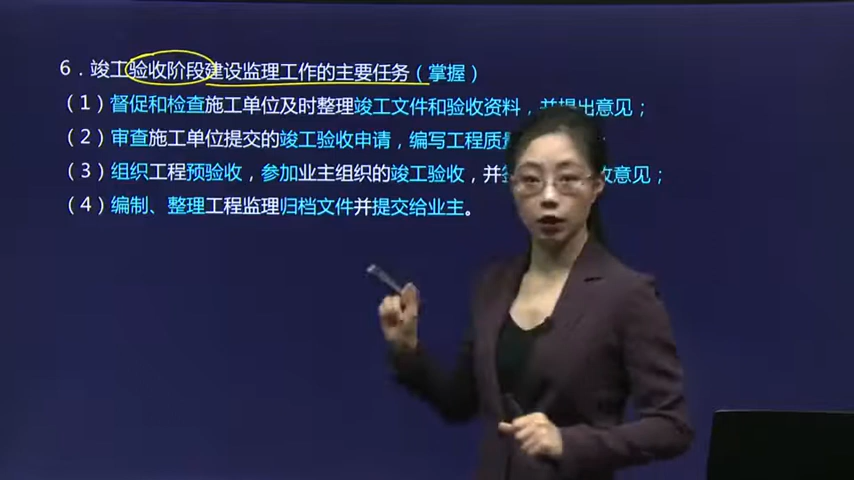 6．竣工验收阶段建设监理工作的主要任务（掌握）
（1）督促和检查施工单位及时整理竣工文件和验收资料，并提出意见；
（2）审查施工单位提交的竣工验收申请，编写工程质；
（3）组织工程预验收，参加业主组织的竣工验收，并收意见；
（4）编制、整理工程监理归档文件并提交给业主。